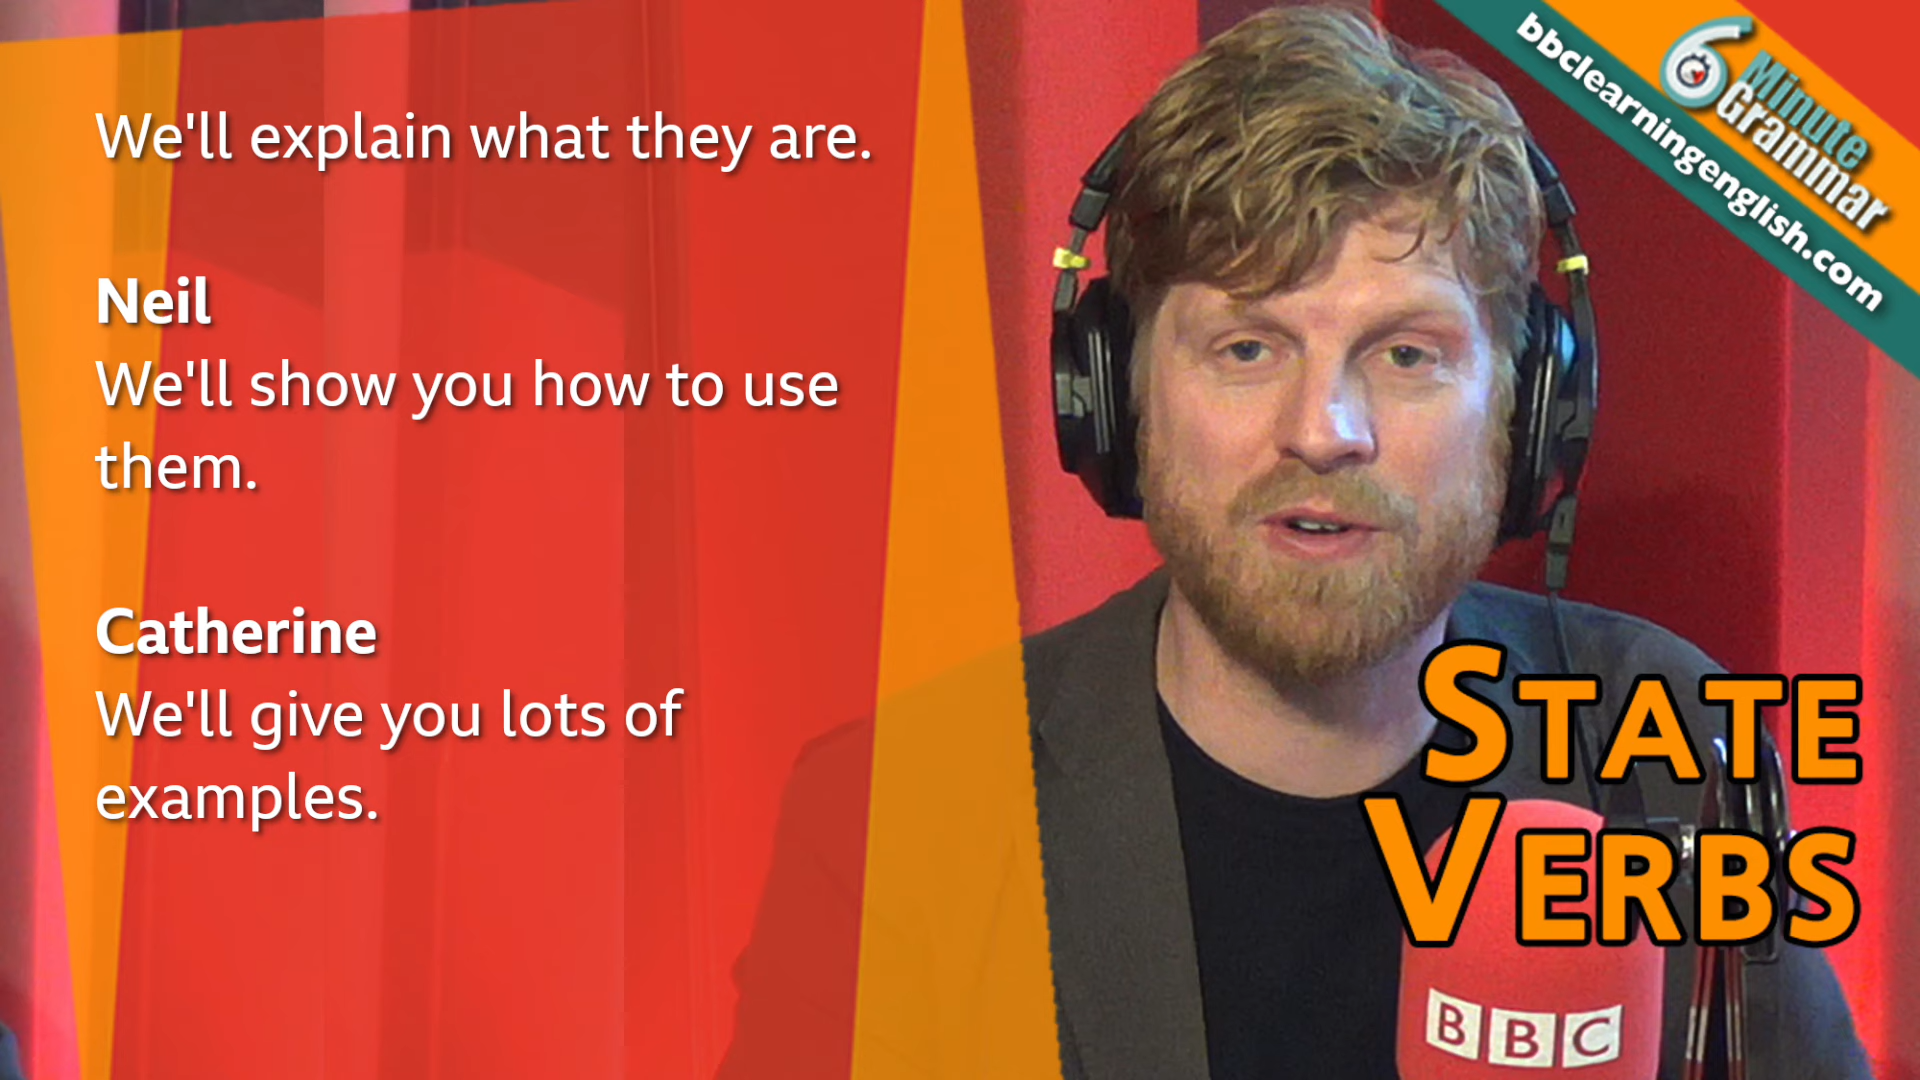 We'll explain what they are.
Neil
We'll show you how to use
them.
Catherine
We'll give you lots of
examples.
6 Minute
Grammar
bbclearningenglish.com
STATE
VERBS
BBC